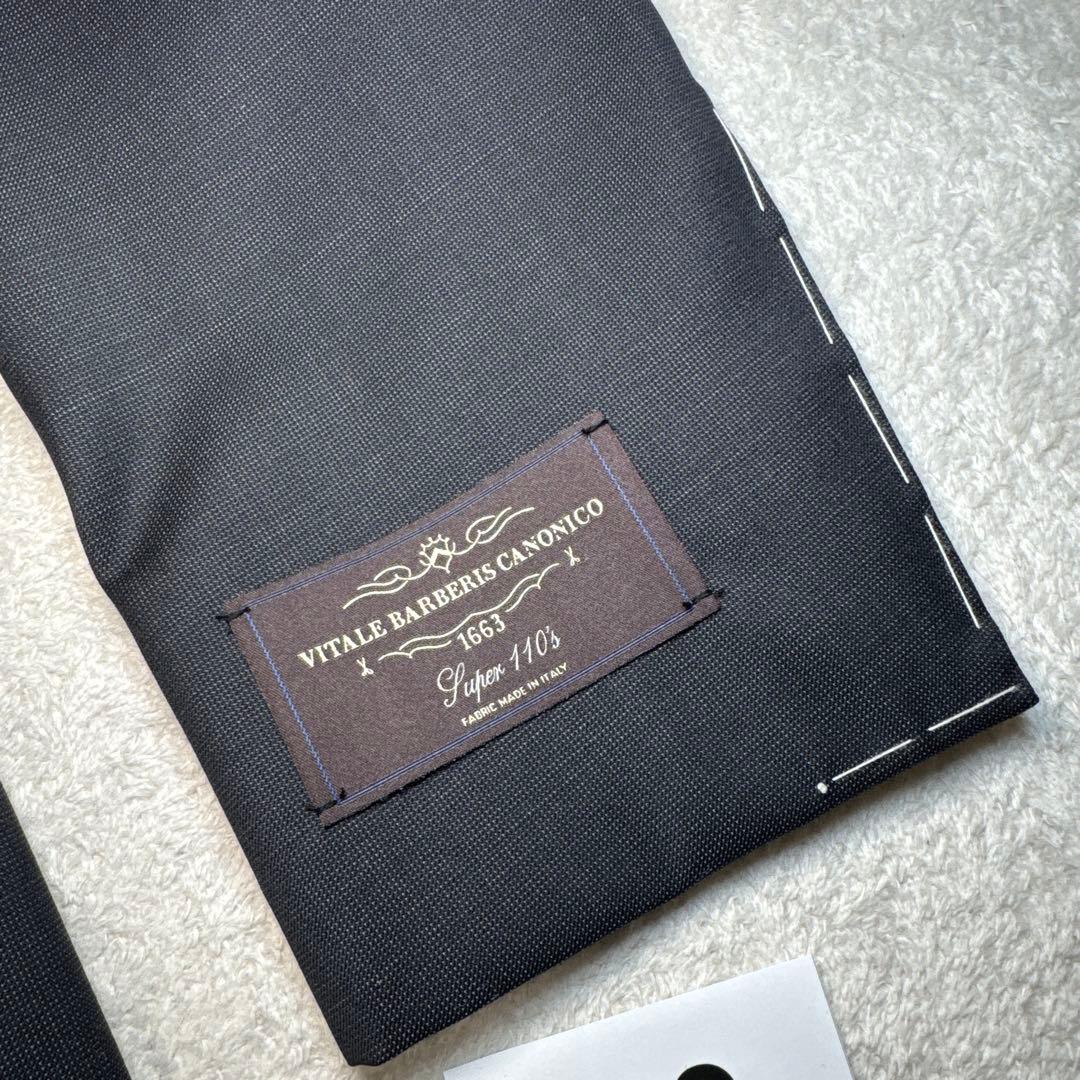 VITALE BARBERIS CANONICO
1663
Super 110's
FABRIC MADE IN ITALY